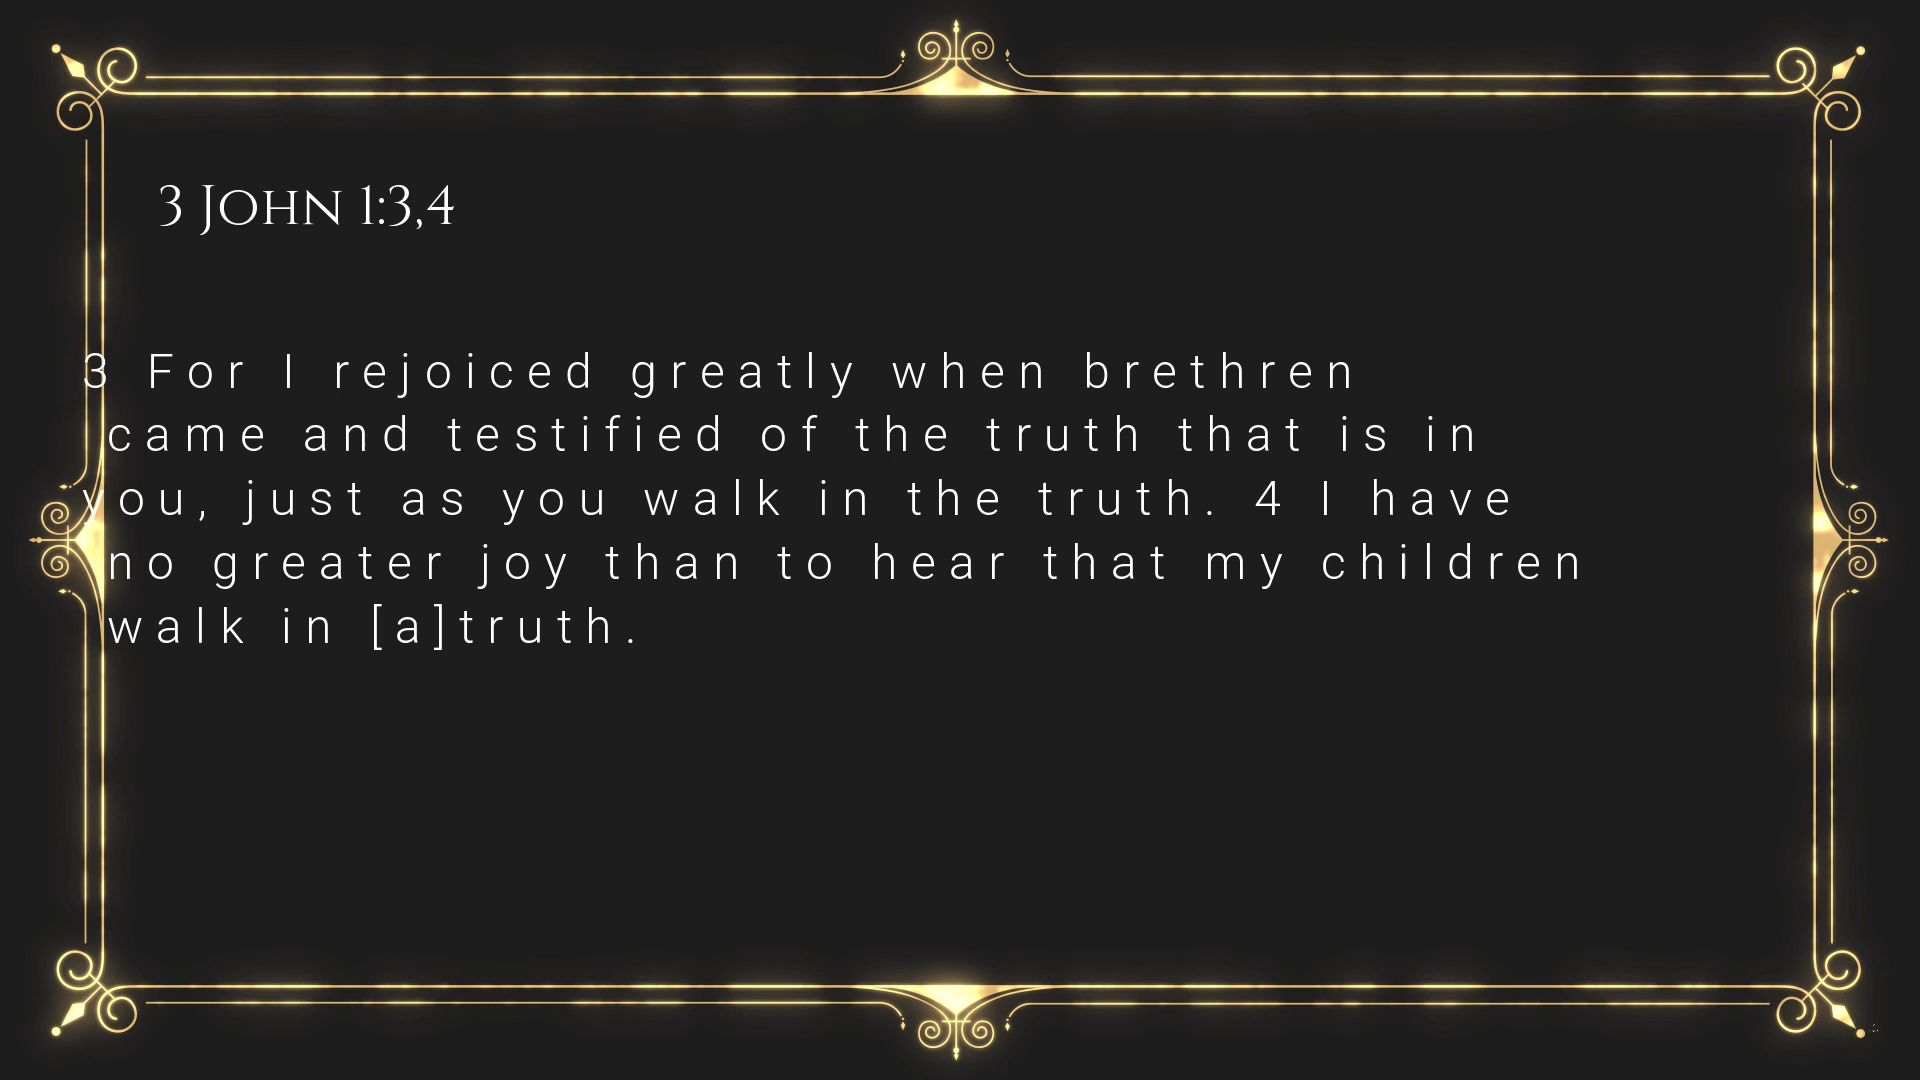 3 John 1:3,4
3 For I rejoiced greatly when brethren
came and testified of the truth that is in
you, just as you walk in the truth. 4 I have
no greater joy than to hear that my children
walk in [a]truth.